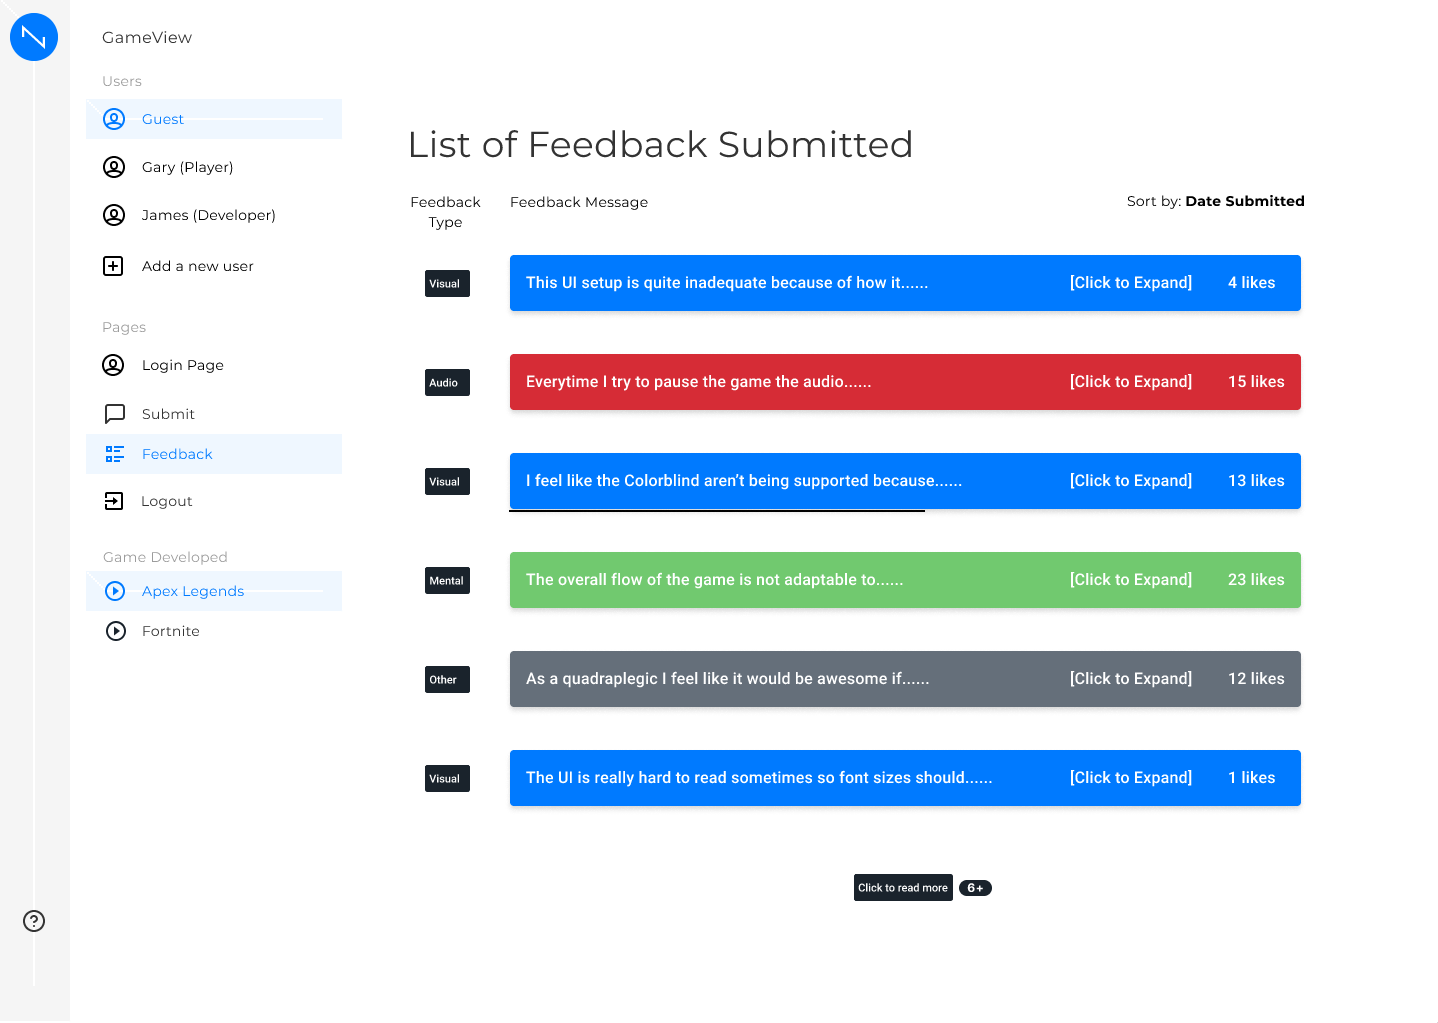 GameView
Users
Guest
Gary (Player)
James (Developer)
Add a new user
Pages
Login Page
Submit
Feedback
Logout
Game Developed
Apex Legends
Fortnite
List of Feedback Submitted
Feedback Type
Feedback Message
Sort by: Date Submitted
Visual
This UI setup is quite inadequate because of how it......
[Click to Expand]
4 likes
Audio
Everytime I try to pause the game the audio......
[Click to Expand]
15 likes
Visual
I feel like the Colorblind aren’t being supported because......
[Click to Expand]
13 likes
Mental
The overall flow of the game is not adaptable to......
[Click to Expand]
23 likes
Other
As a quadraplegic I feel like it would be awesome if......
[Click to Expand]
12 likes
Visual
The UI is really hard to read sometimes so font sizes should......
[Click to Expand]
1 likes
Click to read more
6+